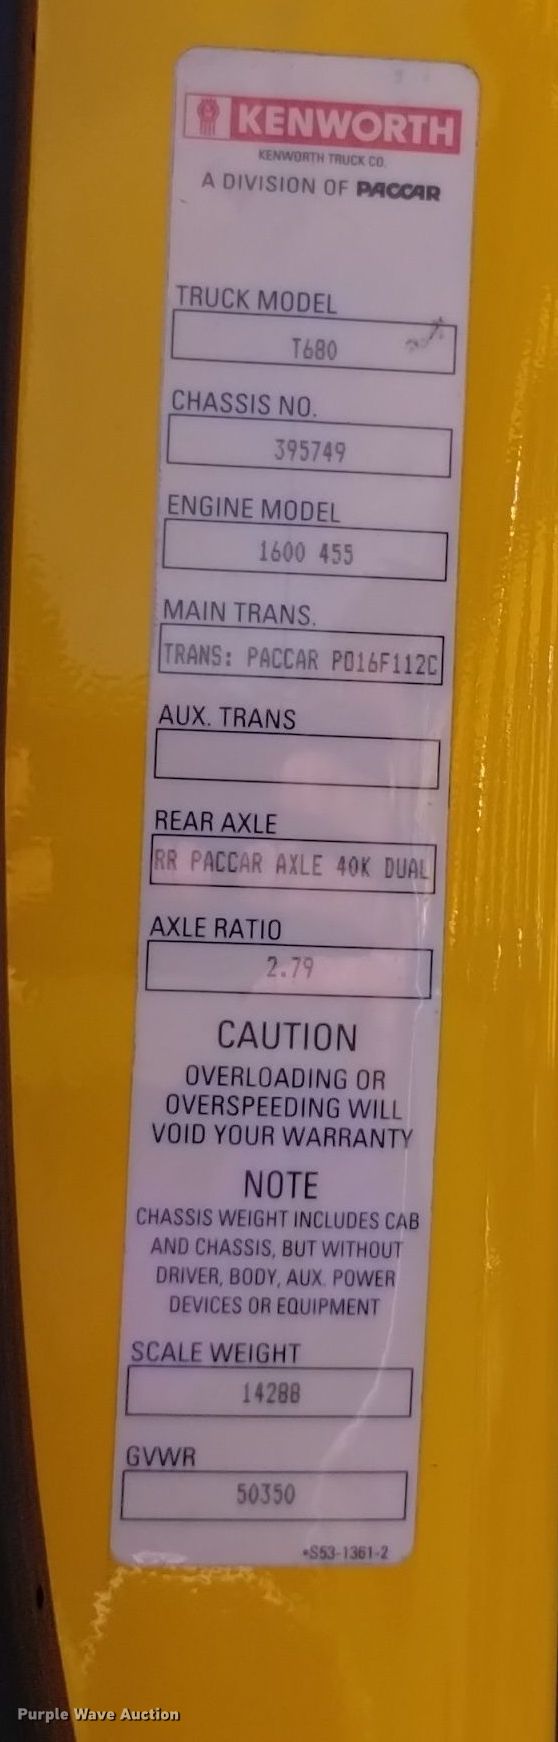 KENWORTH
KENWORTH TRUCK CO.
A DIVISION OF PACCAR
TRUCK MODEL
T680
CHASSIS NO.
395749
ENGINE MODEL
1600 455
MAIN TRANS.
TRANS: PACCAR PO16F112C
AUX. TRANS
REAR AXLE
RR PACCAR AXLE 40K DUAL
AXLE RATIO
2.79
CAUTION
OVERLOADING OR
OVERSPEEDING WILL
VOID YOUR WARRANTY
NOTE
CHASSIS WEIGHT INCLUDES CAB
AND CHASSIS, BUT WITHOUT
DRIVER, BODY, AUX. POWER
DEVICES OR EQUIPMENT
SCALE WEIGHT
14288
GVWR
50350
•S53-1361-2
Purple Wave Auction